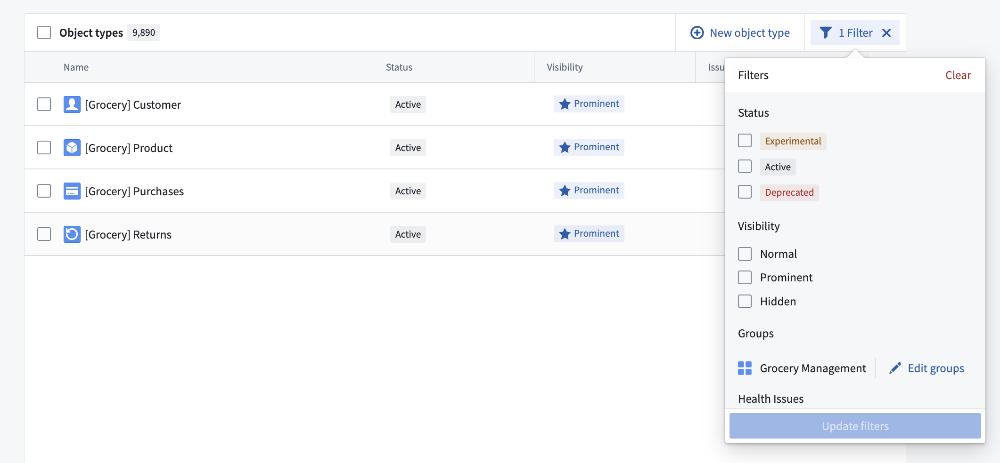 Object types 9,890 New object type 1 Filter
Name Status Visibility Issu
[Grocery] Customer Active Prominent
[Grocery] Product Active Prominent
[Grocery] Purchases Active Prominent
[Grocery] Returns Active Prominent
Filters Clear
Status
Experimental
Active
Deprecated
Visibility
Normal
Prominent
Hidden
Groups
Grocery Management Edit groups
Health Issues
Update filters